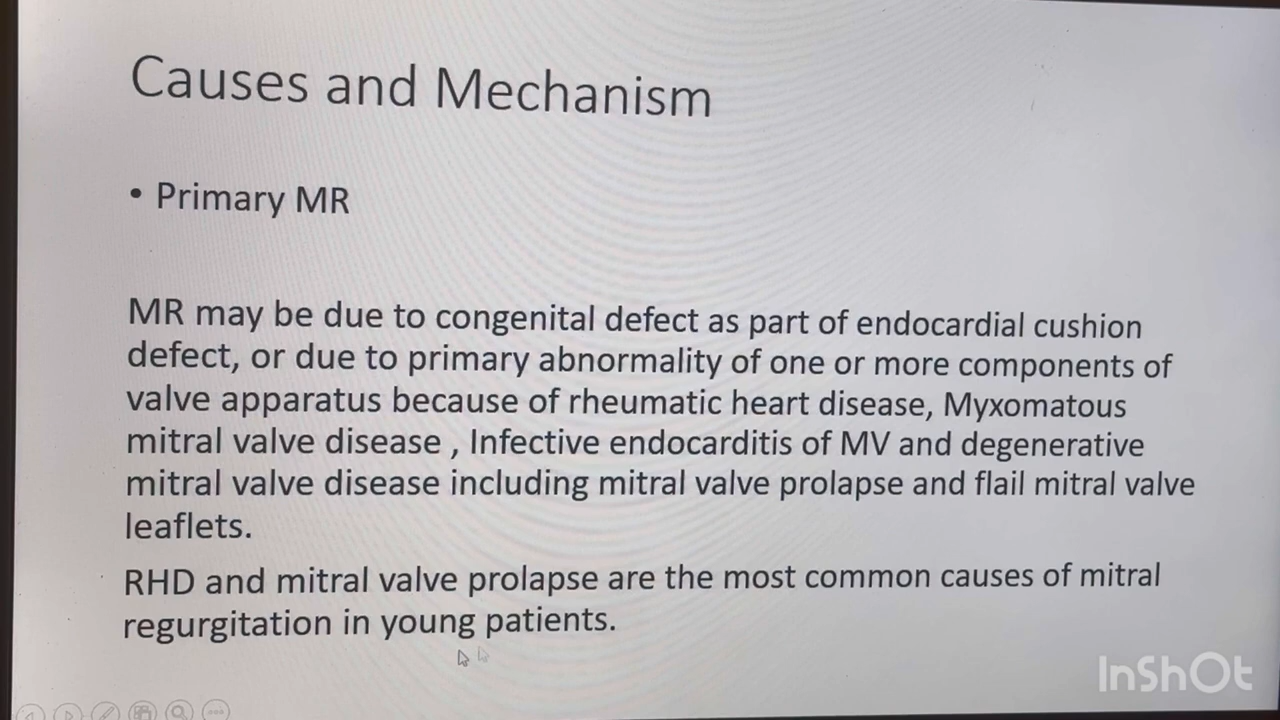 Causes and Mechanism
• Primary MR
MR may be due to congenital defect as part of endocardial cushion
defect, or due to primary abnormality of one or more components of
valve apparatus because of rheumatic heart disease, Myxomatous
mitral valve disease , Infective endocarditis of MV and degenerative
mitral valve disease including mitral valve prolapse and flail mitral valve
leaflets.
RHD and mitral valve prolapse are the most common causes of mitral
regurgitation in young patients.
InShOt